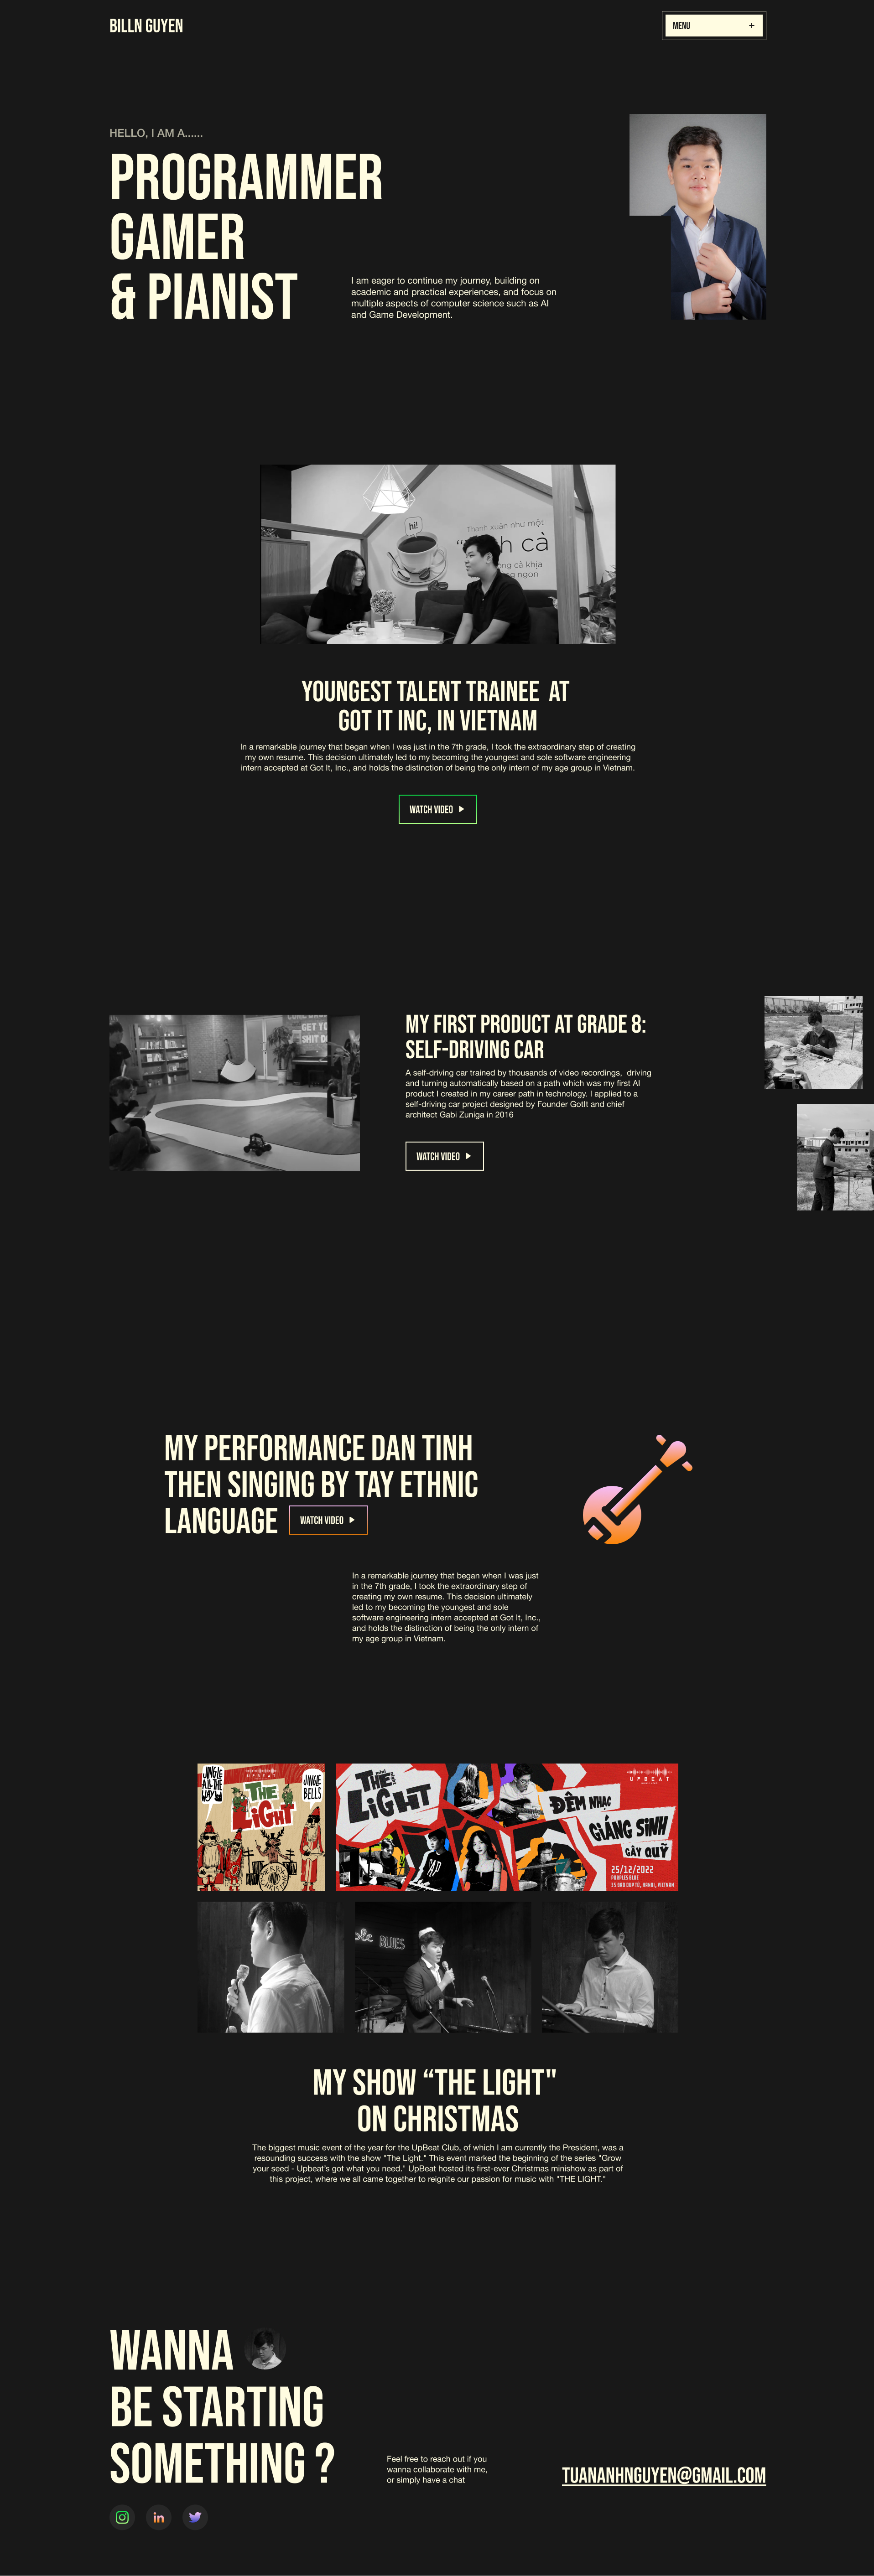 BILLN GUYEN
MENU +
HELLO, I AM A......
PROGRAMMER
GAMER
& PIANIST
I am eager to continue my journey, building on
academic and practical experiences, and focus on
multiple aspects of computer science such as AI
and Game Development.
hi!
Thanh xuân như một
h cà
ng cà khịa
ngon
YOUNGEST TALENT TRAINEE AT
GOT IT INC, IN VIETNAM
In a remarkable journey that began when I was just in the 7th grade, I took the extraordinary step of creating
my own resume. This decision ultimately led to my becoming the youngest and sole software engineering
intern accepted at Got It, Inc., and holds the distinction of being the only intern of my age group in Vietnam.
WATCH VIDEO
GET
SHIT
MY FIRST PRODUCT AT GRADE 8:
SELF-DRIVING CAR
A self-driving car trained by thousands of video recordings, driving
and turning automatically based on a path which was my first AI
product I created in my career path in technology. I applied to a
self-driving car project designed by Founder GotIt and chief
architect Gabi Zuniga in 2016
WATCH VIDEO
MY PERFORMANCE DAN TINH
THEN SINGING BY TAY ETHNIC
LANGUAGE WATCH VIDEO
In a remarkable journey that began when I was just
in the 7th grade, I took the extraordinary step of
creating my own resume. This decision ultimately
led to my becoming the youngest and sole
software engineering intern accepted at Got It, Inc.,
and holds the distinction of being the only intern of
my age group in Vietnam.
JINGLE
ALL THE
WAY
UPBEAT
THE
LIGHT
JINGLE
BELLS
MERRY
THE
LIGHT
CAP
UPBEAT
ĐÊM NHẠC
GIÁNG SINH
GÂY QUỸ
25/12/2022
PURPLES BLUE
BLUES
MY SHOW “THE LIGHT"
ON CHRISTMAS
The biggest music event of the year for the UpBeat Club, of which I am currently the President, was a
resounding success with the show "The Light." This event marked the beginning of the series "Grow
your seed - Upbeat’s got what you need." UpBeat hosted its first-ever Christmas minishow as part of
this project, where we all came together to reignite our passion for music with "THE LIGHT."
WANNA
BE STARTING
SOMETHING ?
Feel free to reach out if you
wanna collaborate with me,
or simply have a chat
TUANANHNGUYEN@GMAIL.COM
in